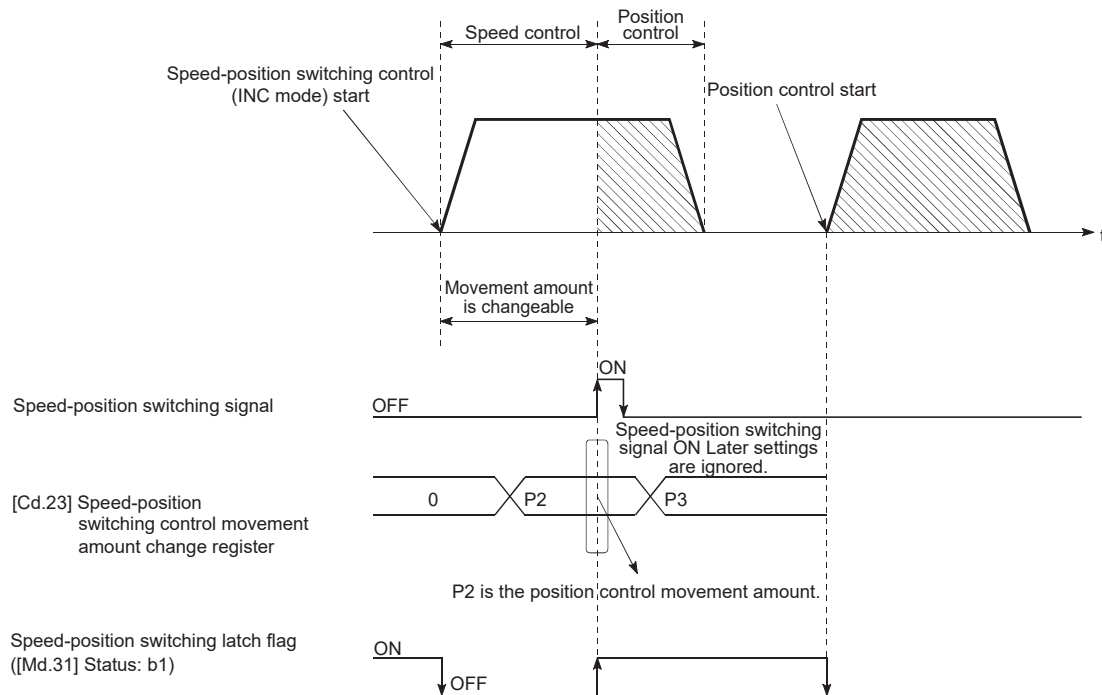 Speed control
Position
control
Speed-position switching control
(INC mode) start
Position control start
t
Movement amount
is changeable
ON
Speed-position switching signal
OFF
Speed-position switching
signal ON Later settings
are ignored.
[Cd.23] Speed-position
switching control movement
amount change register
0
P2
P3
P2 is the position control movement amount.
Speed-position switching latch flag
([Md.31] Status: b1)
ON
OFF